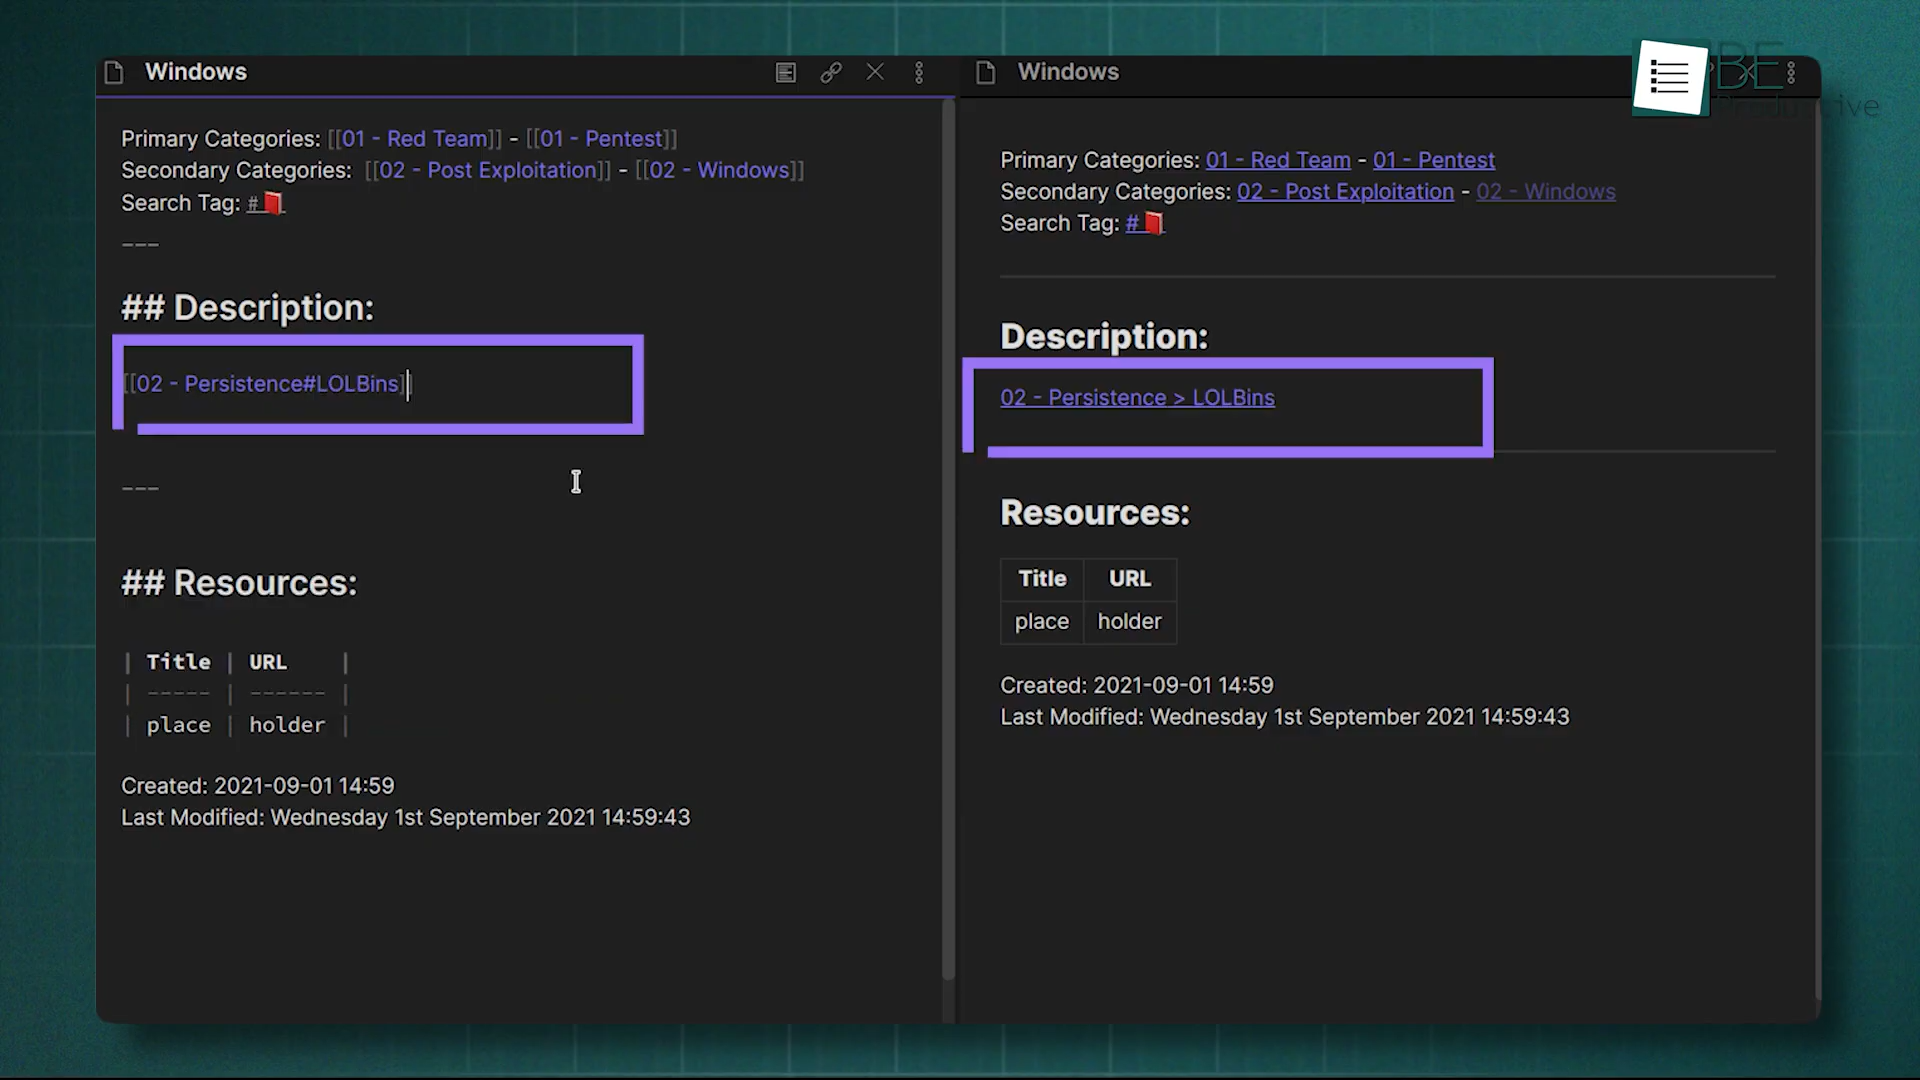 Windows
Primary Categories: [[01 - Red Team]] - [[01 - Pentest]]
Secondary Categories: [[02 - Post Exploitation]] - [[02 - Windows]]
Search Tag: #📕
---
## Description:
[[02 - Persistence#LOLBins]]
---
## Resources:
| Title | URL |
| ----- | ------ |
| place | holder |
Created: 2021-09-01 14:59
Last Modified: Wednesday 1st September 2021 14:59:43
Windows
BE
Productive
Primary Categories: 01 - Red Team - 01 - Pentest
Secondary Categories: 02 - Post Exploitation - 02 - Windows
Search Tag: #📕
Description:
02 - Persistence > LOLBins
Resources:
Title URL
place holder
Created: 2021-09-01 14:59
Last Modified: Wednesday 1st September 2021 14:59:43